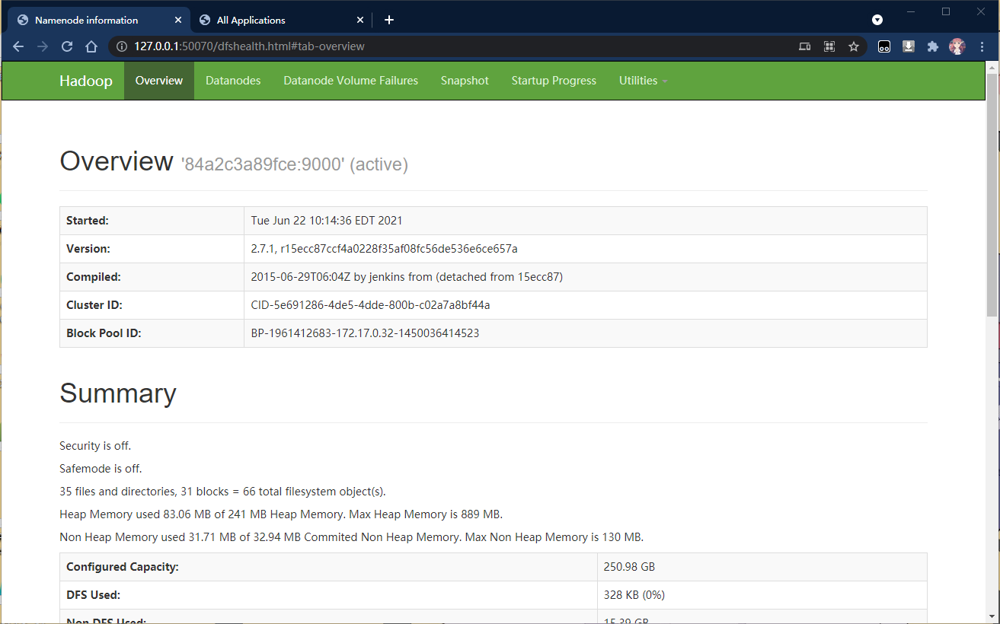 Namenode information
All Applications
127.0.0.1:50070/dfshealth.html#tab-overview
Hadoop Overview Datanodes Datanode Volume Failures Snapshot Startup Progress Utilities
Overview '84a2c3a89fce:9000' (active)
Started: Tue Jun 22 10:14:36 EDT 2021
Version: 2.7.1, r15ecc87ccf4a0228f35af08fc56de536e6ce657a
Compiled: 2015-06-29T06:04Z by jenkins from (detached from 15ecc87)
Cluster ID: CID-5e691286-4de5-4dde-800b-c02a7a8bf44a
Block Pool ID: BP-1961412683-172.17.0.32-1450036414523
Summary
Security is off.
Safemode is off.
35 files and directories, 31 blocks = 66 total filesystem object(s).
Heap Memory used 83.06 MB of 241 MB Heap Memory. Max Heap Memory is 889 MB.
Non Heap Memory used 31.71 MB of 32.94 MB Commited Non Heap Memory. Max Non Heap Memory is 130 MB.
Configured Capacity: 250.98 GB
DFS Used: 328 KB (0%)
Non DFS Used: 15.39 GB